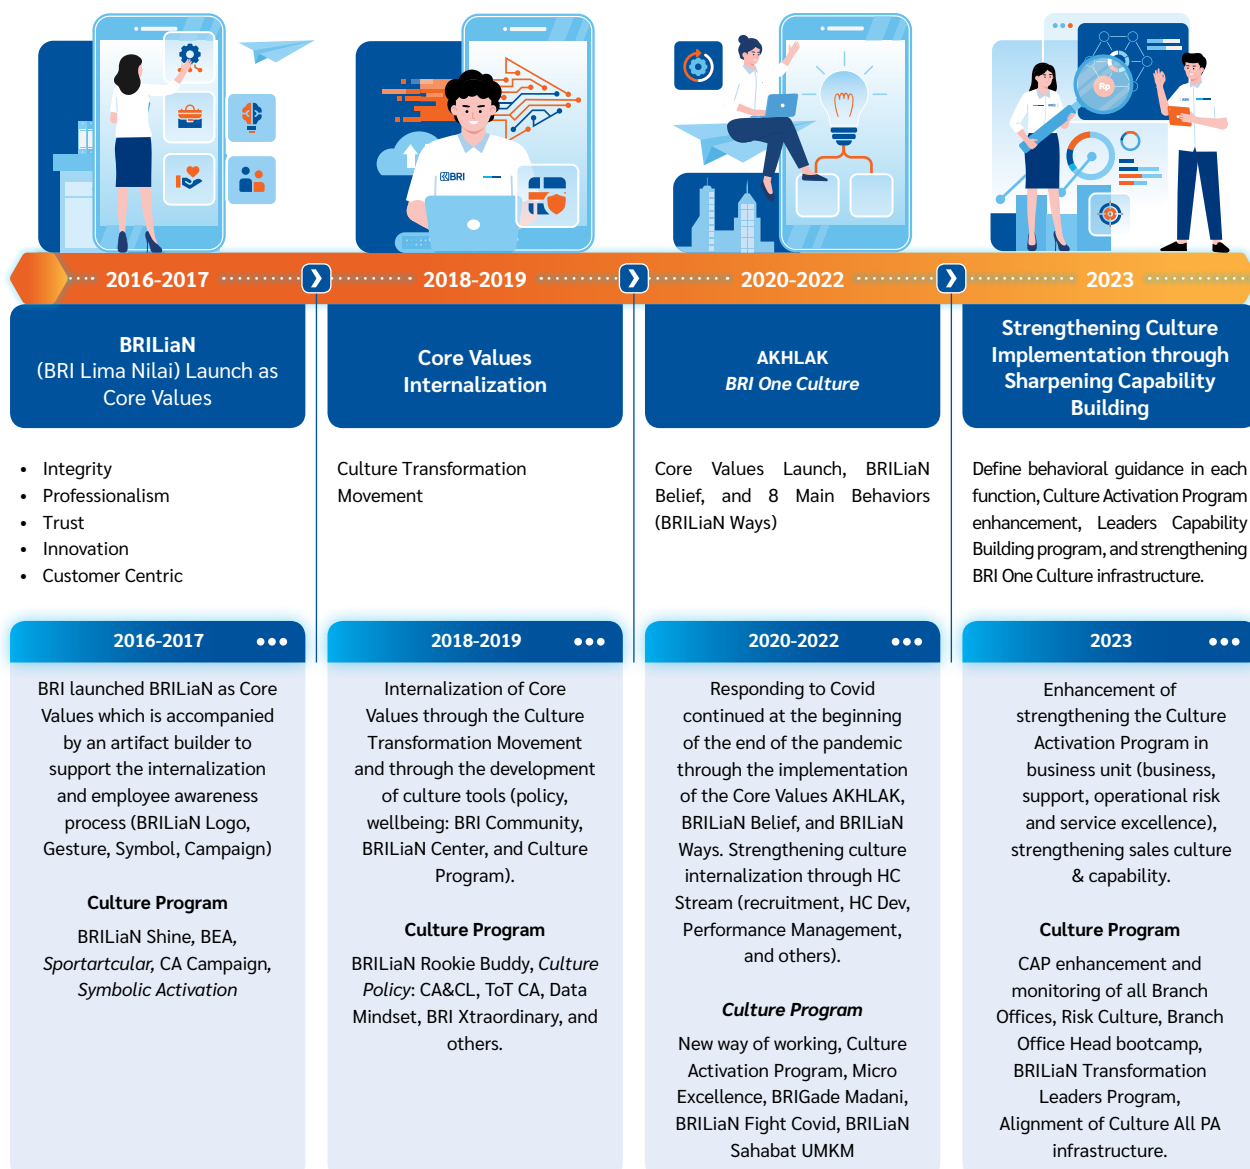 Rp
BRI
BRI
2016-2017
2018-2019
2020-2022
2023
BRILiaN
(BRI Lima Nilai) Launch as
Core Values
Core Values
Internalization
AKHLAK
BRI One Culture
Strengthening Culture
Implementation through
Sharpening Capability
Building
• Integrity
• Professionalism
• Trust
• Innovation
• Customer Centric
Culture Transformation
Movement
Core Values Launch, BRILiaN
Belief, and 8 Main Behaviors
(BRILiaN Ways)
Define behavioral guidance in each
function, Culture Activation Program
enhancement, Leaders Capability
Building program, and strengthening
BRI One Culture infrastructure.
2016-2017
BRI launched BRILiaN as Core
Values which is accompanied
by an artifact builder to
support the internalization
and employee awareness
process (BRILiaN Logo,
Gesture, Symbol, Campaign)
Culture Program
BRILiaN Shine, BEA,
Sportartcular, CA Campaign,
Symbolic Activation
2018-2019
Internalization of Core
Values through the Culture
Transformation Movement
and through the development
of culture tools (policy,
wellbeing: BRI Community,
BRILiaN Center, and Culture
Program).
Culture Program
BRILiaN Rookie Buddy, Culture
Policy: CA&CL, ToT CA, Data
Mindset, BRI Xtraordinary, and
others.
2020-2022
Responding to Covid
continued at the beginning
of the end of the pandemic
through the implementation
of the Core Values AKHLAK,
BRILiaN Belief, and BRILiaN
Ways. Strengthening culture
internalization through HC
Stream (recruitment, HC Dev,
Performance Management,
and others).
Culture Program
New way of working, Culture
Activation Program, Micro
Excellence, BRIGade Madani,
BRILiaN Fight Covid, BRILiaN
Sahabat UMKM
2023
Enhancement of
strengthening the Culture
Activation Program in
business unit (business,
support, operational risk
and service excellence),
strengthening sales culture
& capability.
Culture Program
CAP enhancement and
monitoring of all Branch
Offices, Risk Culture, Branch
Office Head bootcamp,
BRILiaN Transformation
Leaders Program,
Alignment of Culture All PA
infrastructure.